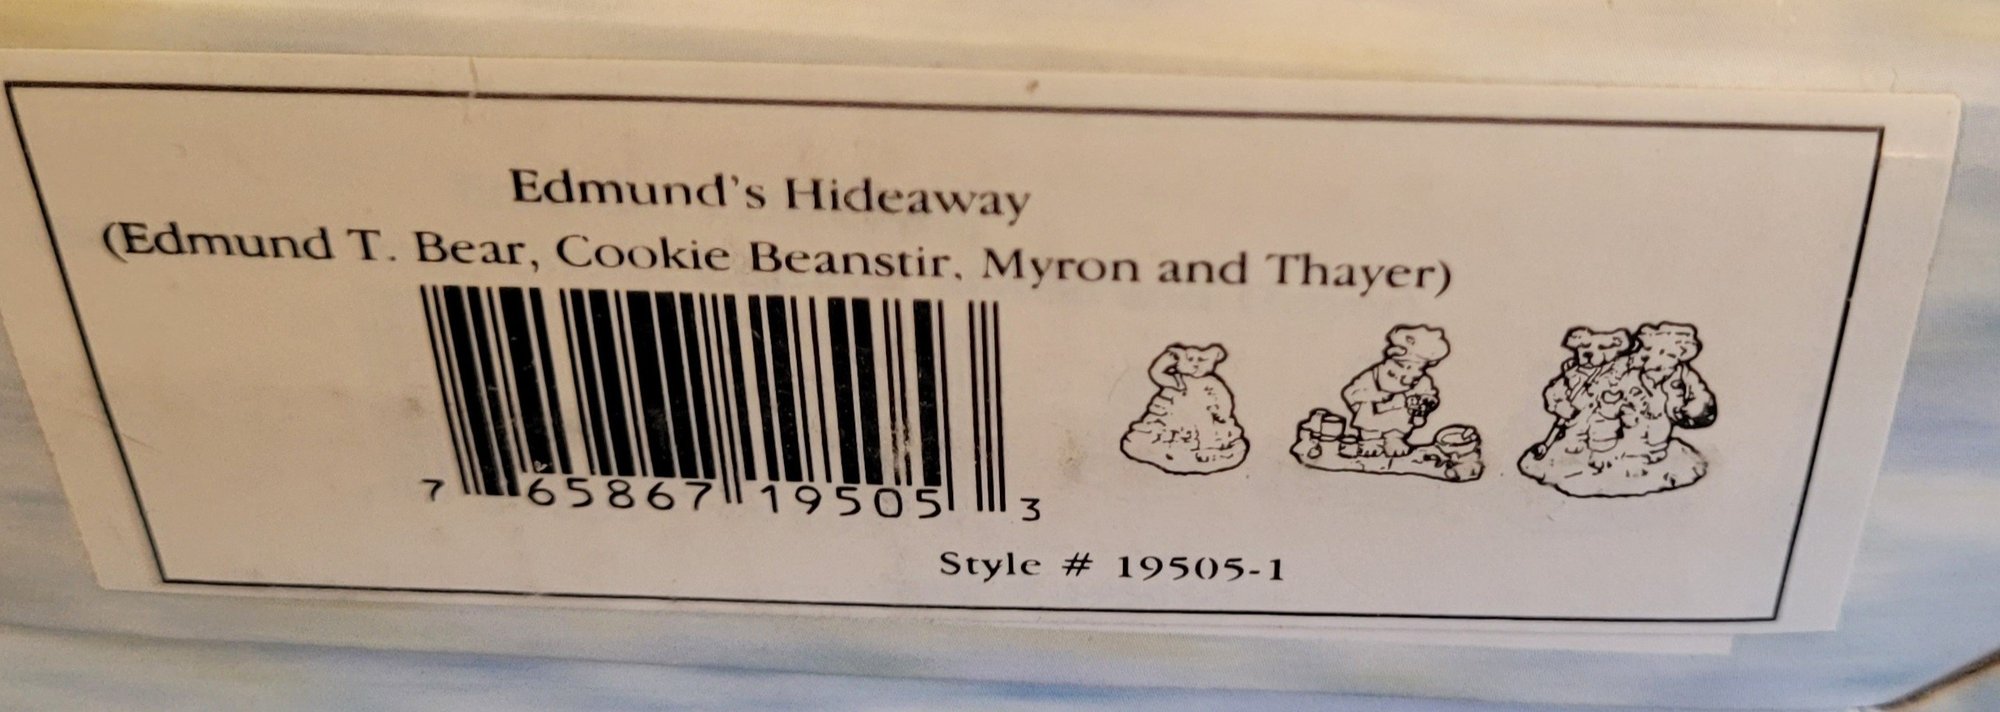 Edmund's Hideaway
(Edmund T. Bear, Cookie Beanstir, Myron and Thayer)
7 65867 19505 3
Style # 19505-1